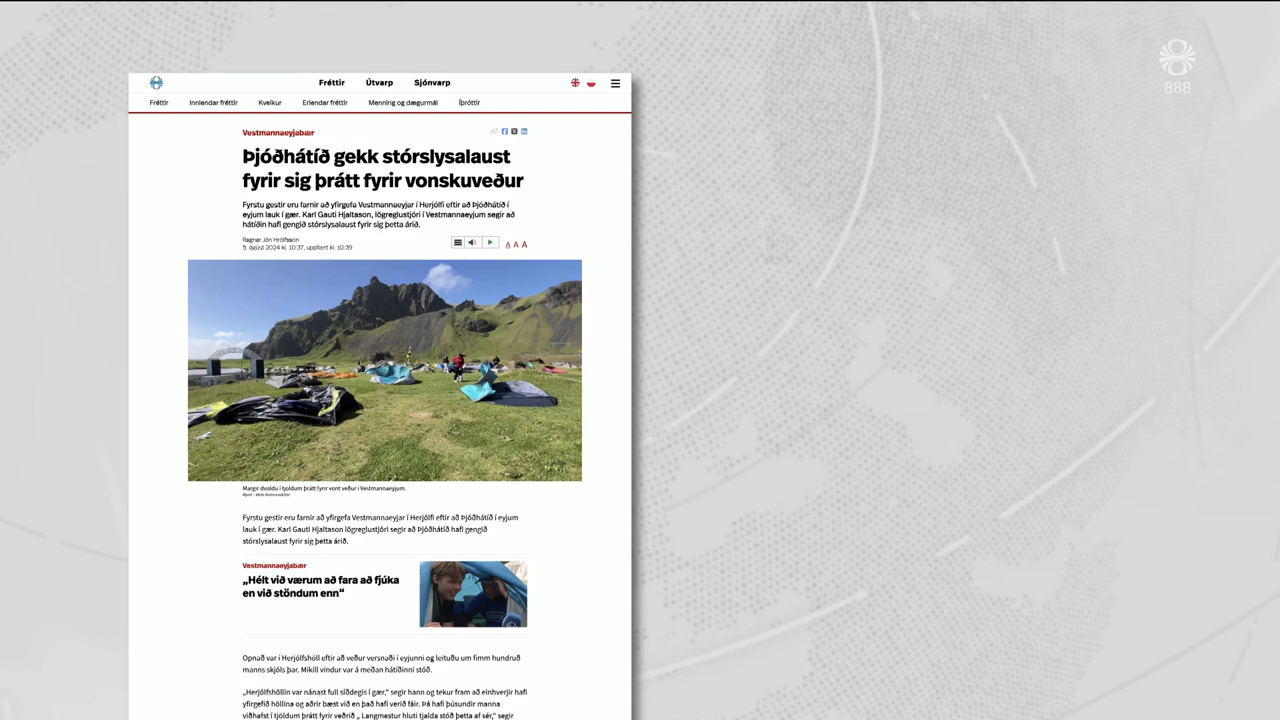 888
Fréttir Útvarp Sjónvarp
Fréttir Innlendar fréttir Kveikur Erlendar fréttir Menning og dægurmál Íþróttir
Vestmannaeyjabær
Þjóðhátíð gekk stórslysalaust
fyrir sig þrátt fyrir vonskuveður
Fyrstu gestir eru farnir að yfirgefa Vestmannaeyjar í Herjólfi eftir að Þjóðhátíð í
eyjum lauk í gær. Karl Gauti Hjaltason, lögreglustjóri í Vestmannaeyjum segir að
hátíðin hafi gengið stórslysalaust fyrir sig þetta árið.
Ragnar Jón Hrólfsson
5. ágúst 2024 kl. 10:37, uppfært kl. 10:39
A A A
Margir dvöldu í tjöldum þrátt fyrir vont veður í Vestmannaeyjum.
Fyrstu gestir eru farnir að yfirgefa Vestmannaeyjar í Herjólfi eftir að Þjóðhátíð í eyjum
lauk í gær. Karl Gauti Hjaltason lögreglustjóri segir að Þjóðhátíð hafi gengið
stórslysalaust fyrir sig þetta árið.
Vestmannaeyjabær
„Hélt við værum að fara að fjúka
en við stöndum enn“
Opnað var í Herjólfshöll eftir að veður versnaði í eyjunni og leituðu um fimm hundruð
manns skjóls þar. Mikill vindur var á meðan hátíðinni stóð.
„Herjólfshöllin var nánast full síðdegis í gær,“ segir hann og tekur fram að einhverjir hafi
yfirgefið höllina og aðrir bæst við en það hafi verið fáir. Þá hafi þúsundir manna
viðhafst í tjöldum þrátt fyrir veðrið „ Langmestur hluti tjalda stóð þetta af sér,“ segir